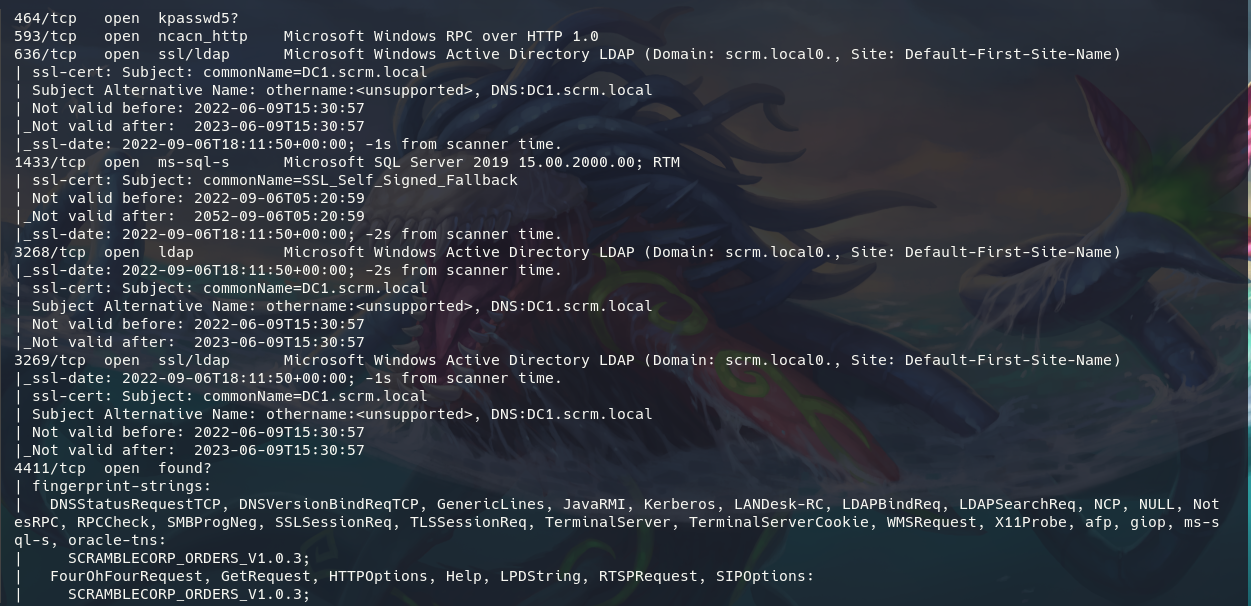 464/tcp   open  kpasswd5?
593/tcp   open  ncacn_http    Microsoft Windows RPC over HTTP 1.0
636/tcp   open  ssl/ldap      Microsoft Windows Active Directory LDAP (Domain: scrm.local0., Site: Default-First-Site-Name)
| ssl-cert: Subject: commonName=DC1.scrm.local
| Subject Alternative Name: othername:<unsupported>, DNS:DC1.scrm.local
| Not valid before: 2022-06-09T15:30:57
|_Not valid after:  2023-06-09T15:30:57
|_ssl-date: 2022-09-06T18:11:50+00:00; -1s from scanner time.
1433/tcp  open  ms-sql-s      Microsoft SQL Server 2019 15.00.2000.00; RTM
| ssl-cert: Subject: commonName=SSL_Self_Signed_Fallback
| Not valid before: 2022-09-06T05:20:59
|_Not valid after:  2052-09-06T05:20:59
|_ssl-date: 2022-09-06T18:11:50+00:00; -2s from scanner time.
3268/tcp  open  ldap          Microsoft Windows Active Directory LDAP (Domain: scrm.local0., Site: Default-First-Site-Name)
|_ssl-date: 2022-09-06T18:11:50+00:00; -2s from scanner time.
| ssl-cert: Subject: commonName=DC1.scrm.local
| Subject Alternative Name: othername:<unsupported>, DNS:DC1.scrm.local
| Not valid before: 2022-06-09T15:30:57
|_Not valid after:  2023-06-09T15:30:57
3269/tcp  open  ssl/ldap      Microsoft Windows Active Directory LDAP (Domain: scrm.local0., Site: Default-First-Site-Name)
|_ssl-date: 2022-09-06T18:11:50+00:00; -1s from scanner time.
| ssl-cert: Subject: commonName=DC1.scrm.local
| Subject Alternative Name: othername:<unsupported>, DNS:DC1.scrm.local
| Not valid before: 2022-06-09T15:30:57
|_Not valid after:  2023-06-09T15:30:57
4411/tcp  open  found?
| fingerprint-strings:
|   DNSStatusRequestTCP, DNSVersionBindReqTCP, GenericLines, JavaRMI, Kerberos, LANDesk-RC, LDAPBindReq, LDAPSearchReq, NCP, NULL, Not
esRPC, RPCCheck, SMBProgNeg, SSLSessionReq, TLSSessionReq, TerminalServer, TerminalServerCookie, WMSRequest, X11Probe, afp, giop, ms-s
ql-s, oracle-tns:
|     SCRAMBLECORP_ORDERS_V1.0.3;
|   FourOhFourRequest, GetRequest, HTTPOptions, Help, LPDString, RTSPRequest, SIPOptions:
|     SCRAMBLECORP_ORDERS_V1.0.3;